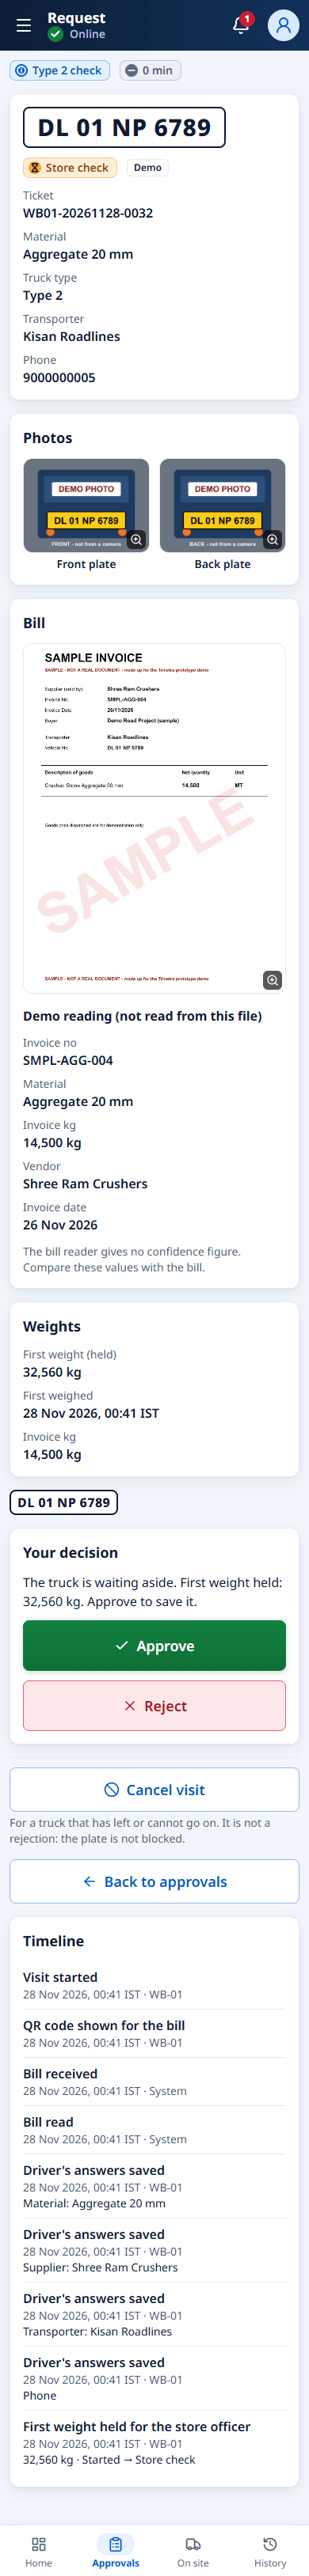 Request
Online
1
Type 2 check
0 min
DL 01 NP 6789
Store check
Demo
Ticket
WB01-20261128-0032
Material
Aggregate 20 mm
Truck type
Type 2
Transporter
Kisan Roadlines
Phone
9000000005
Photos
DEMO PHOTO
DL 01 NP 6789
FRONT - not from a camera
DEMO PHOTO
DL 01 NP 6789
BACK - not from a camera
Front plate
Back plate
Bill
SAMPLE INVOICE
SAMPLE - NOT A REAL DOCUMENT - made up for the Trinetra prototype demo
Supplier (sold by): Shree Ram Crushers
Invoice No. SMPL-AGG-004
Invoice Date 26/11/2026
Buyer Demo Road Project (sample)
Transporter Kisan Roadlines
Vehicle No. DL 01 NP 6789
Description of goods Net quantity Unit
Crushed Stone Aggregate 20 mm 14.500 MT
Goods once dispatched are for demonstration only.
SAMPLE
SAMPLE - NOT A REAL DOCUMENT - made up for the Trinetra prototype demo
Demo reading (not read from this file)
Invoice no
SMPL-AGG-004
Material
Aggregate 20 mm
Invoice kg
14,500 kg
Vendor
Shree Ram Crushers
Invoice date
26 Nov 2026
The bill reader gives no confidence figure.
Compare these values with the bill.
Weights
First weight (held)
32,560 kg
First weighed
28 Nov 2026, 00:41 IST
Invoice kg
14,500 kg
DL 01 NP 6789
Your decision
The truck is waiting aside. First weight held:
32,560 kg. Approve to save it.
Approve
Reject
Cancel visit
For a truck that has left or cannot go on. It is not a
rejection: the plate is not blocked.
Back to approvals
Timeline
Visit started
28 Nov 2026, 00:41 IST · WB-01
QR code shown for the bill
28 Nov 2026, 00:41 IST · WB-01
Bill received
28 Nov 2026, 00:41 IST · System
Bill read
28 Nov 2026, 00:41 IST · System
Driver's answers saved
28 Nov 2026, 00:41 IST · WB-01
Material: Aggregate 20 mm
Driver's answers saved
28 Nov 2026, 00:41 IST · WB-01
Supplier: Shree Ram Crushers
Driver's answers saved
28 Nov 2026, 00:41 IST · WB-01
Transporter: Kisan Roadlines
Driver's answers saved
28 Nov 2026, 00:41 IST · WB-01
Phone
First weight held for the store officer
28 Nov 2026, 00:41 IST · WB-01
32,560 kg · Started → Store check
Home
Approvals
On site
History